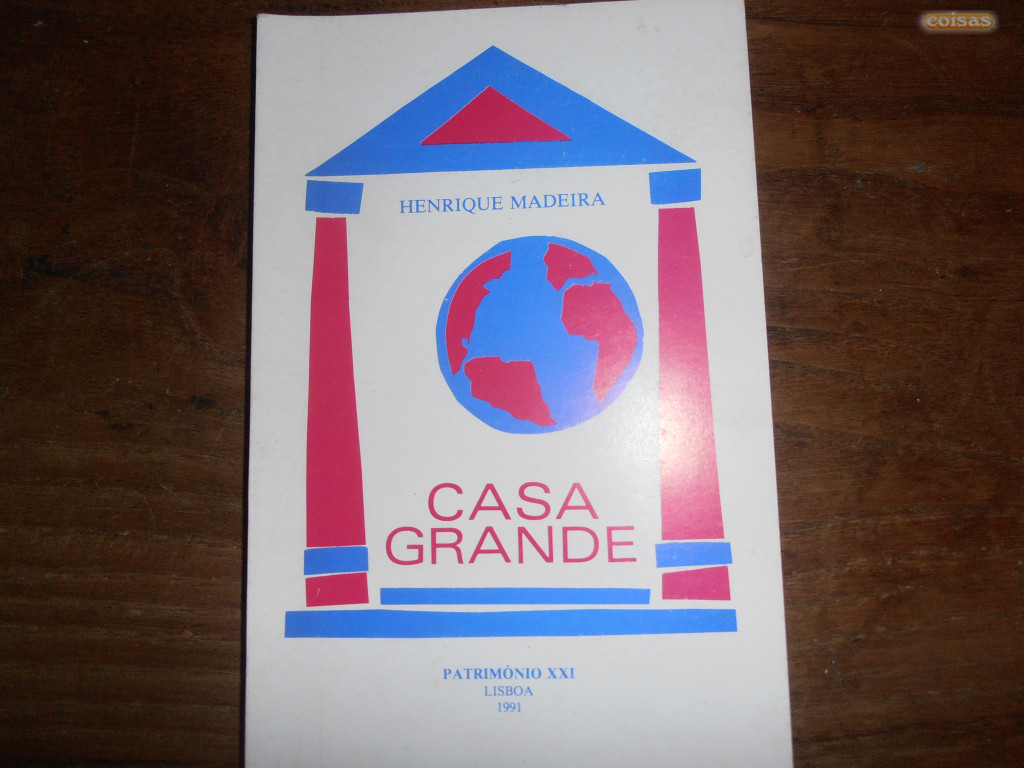 coisas
HENRIQUE MADEIRA
CASA
GRANDE
PATRIMÓNIO XXI
LISBOA
1991